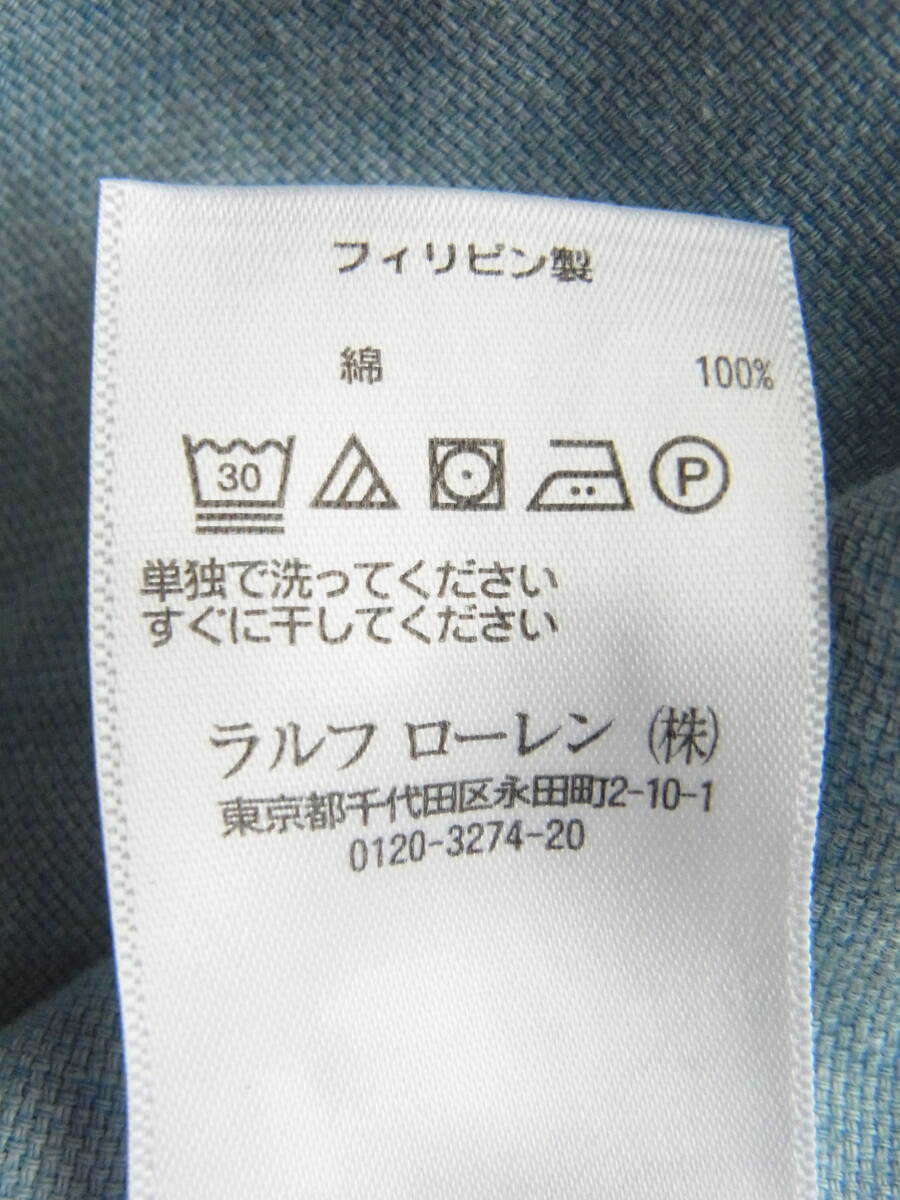 フィリピン製
綿 100%
30
P
単独で洗ってください
すぐに干してください
ラルフ ローレン (株)
東京都千代田区永田町2-10-1
0120-3274-20